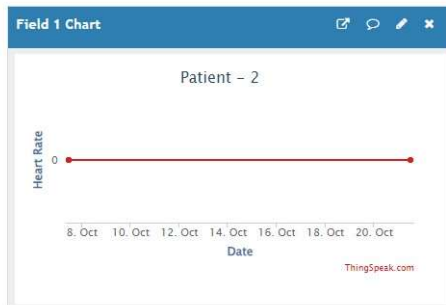 Field 1 Chart
Patient – 2
Heart Rate
0
8. Oct 10. Oct 12. Oct 14. Oct 16. Oct 18. Oct 20. Oct
Date
ThingSpeak.com